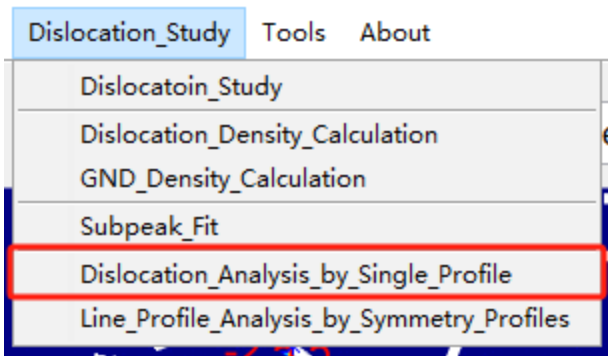 Dislocation_Study Tools About
Dislocatoin_Study
Dislocation_Density_Calculation
GND_Density_Calculation
Subpeak_Fit
Dislocation_Analysis_by_Single_Profile
Line_Profile_Analysis_by_Symmetry_Profiles